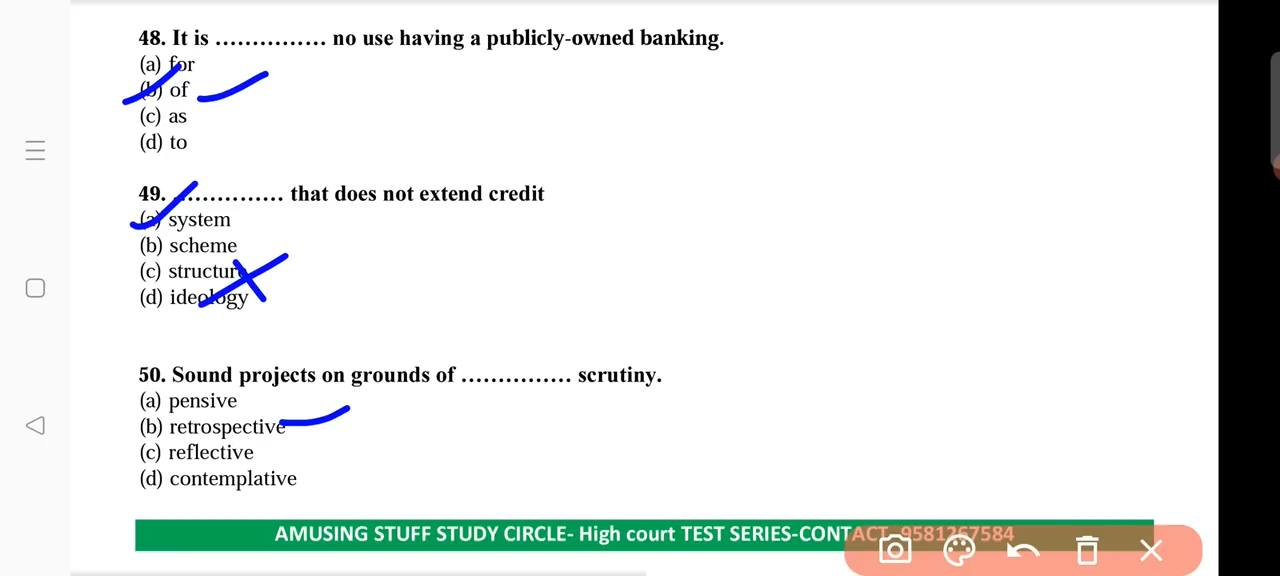 48. It is ............... no use having a publicly-owned banking.
(a) for
(b) of
(c) as
(d) to
49. ............... that does not extend credit
(a) system
(b) scheme
(c) structure
(d) ideology
50. Sound projects on grounds of ............... scrutiny.
(a) pensive
(b) retrospective
(c) reflective
(d) contemplative
AMUSING STUFF STUDY CIRCLE- High court TEST SERIES-CONTACT- 9581267584